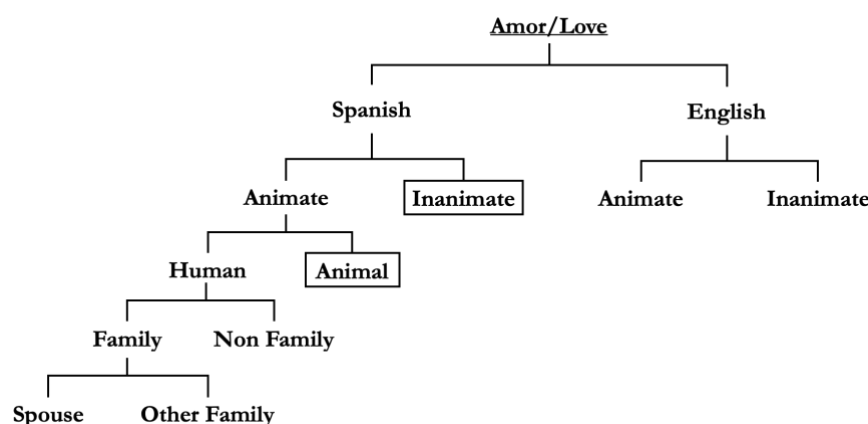 Amor/Love
Spanish English
Animate Inanimate Animate Inanimate
Human Animal
Family Non Family
Spouse Other Family